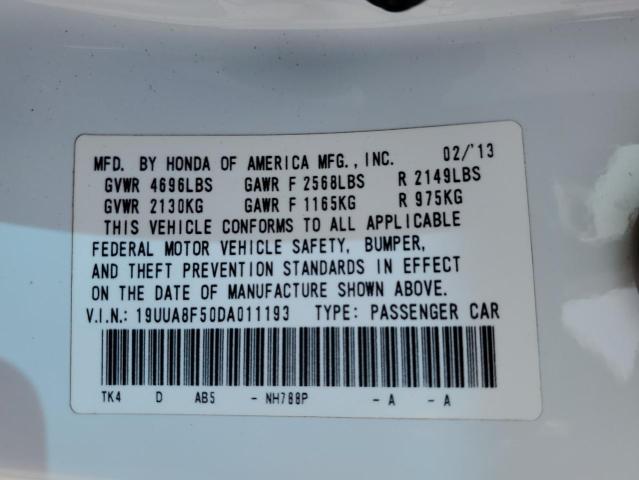 MFD. BY HONDA OF AMERICA MFG., INC. 02/'13
GVWR 4696LBS GAWR F 2568LBS R 2149LBS
GVWR 2130KG GAWR F 1165KG R 975KG
THIS VEHICLE CONFORMS TO ALL APPLICABLE
FEDERAL MOTOR VEHICLE SAFETY, BUMPER,
AND THEFT PREVENTION STANDARDS IN EFFECT
ON THE DATE OF MANUFACTURE SHOWN ABOVE.
V.I.N.: 19UUA8F50DA011193 TYPE: PASSENGER CAR
TK4 D AB5 - NH788P - A - A